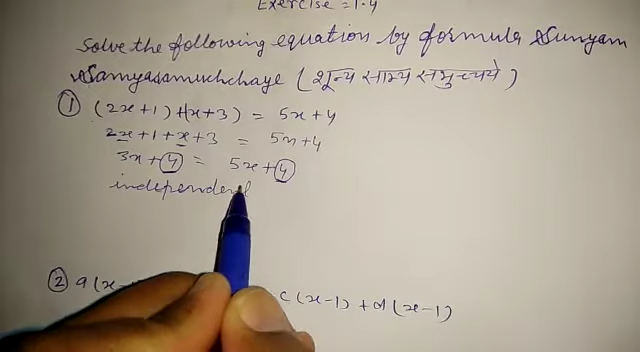 Exercise = 1.4
Solve the following equation by formula Sunyam
Samyasamuchchaye (शून्य साम्य समुच्चये)
① (2x+1)+(x+3) = 5x+4
2x+1+x+3 = 5x+4
3x+4 = 5x+4
independent
② a(x- c(x-1)+d(x-1)